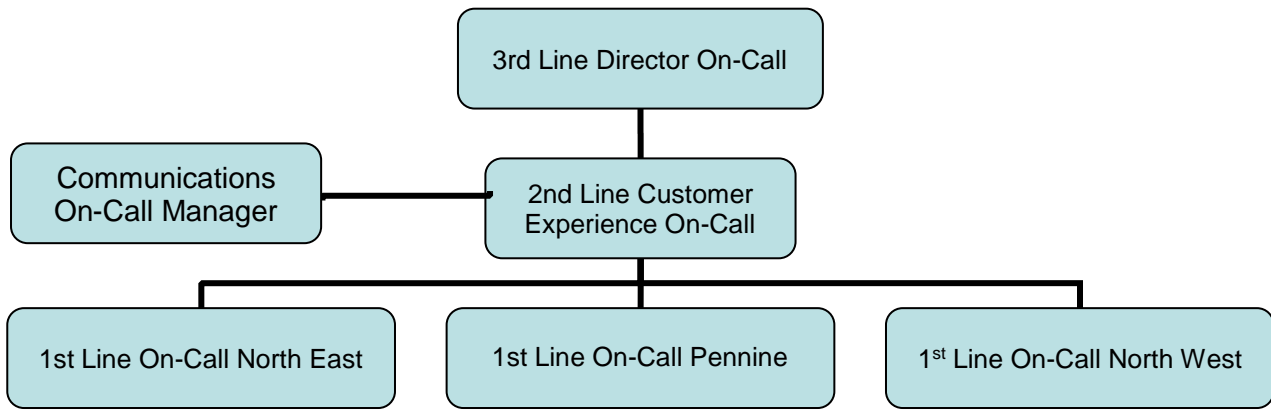 3rd Line Director On-Call
Communications
On-Call Manager
2nd Line Customer
Experience On-Call
1st Line On-Call North East
1st Line On-Call Pennine
1st Line On-Call North West